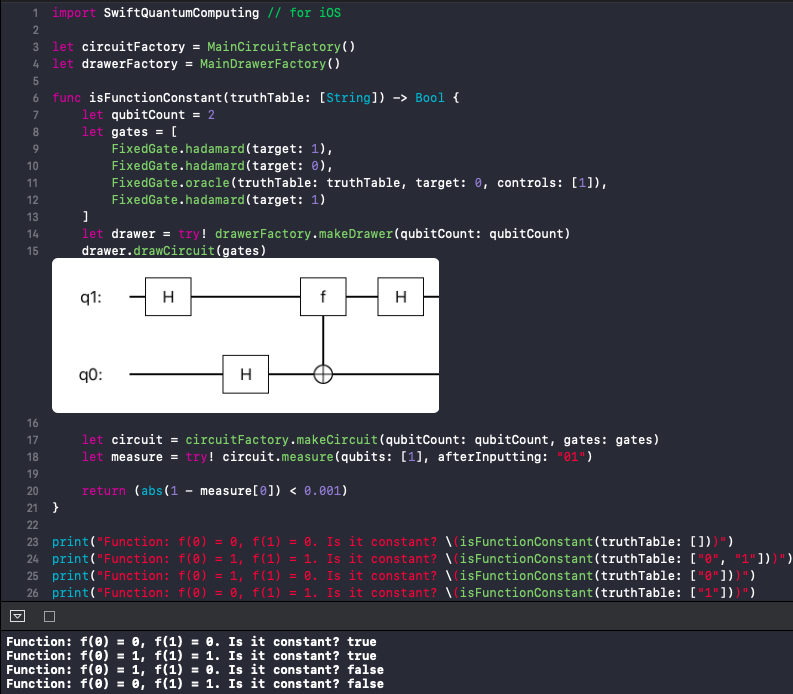 1 import SwiftQuantumComputing // for iOS
2
3 let circuitFactory = MainCircuitFactory()
4 let drawerFactory = MainDrawerFactory()
5
6 func isFunctionConstant(truthTable: [String]) -> Bool {
7     let qubitCount = 2
8     let gates = [
9         FixedGate.hadamard(target: 1),
10         FixedGate.hadamard(target: 0),
11         FixedGate.oracle(truthTable: truthTable, target: 0, controls: [1]),
12         FixedGate.hadamard(target: 1)
13     ]
14     let drawer = try! drawerFactory.makeDrawer(qubitCount: qubitCount)
15     drawer.drawCircuit(gates)
q1: H f H
q0: H
16
17     let circuit = circuitFactory.makeCircuit(qubitCount: qubitCount, gates: gates)
18     let measure = try! circuit.measure(qubits: [1], afterInputting: "01")
19
20     return (abs(1 - measure[0]) < 0.001)
21 }
22
23 print("Function: f(0) = 0, f(1) = 0. Is it constant? \(isFunctionConstant(truthTable: []))")
24 print("Function: f(0) = 1, f(1) = 1. Is it constant? \(isFunctionConstant(truthTable: ["0", "1"]))")
25 print("Function: f(0) = 1, f(1) = 0. Is it constant? \(isFunctionConstant(truthTable: ["0"]))")
26 print("Function: f(0) = 0, f(1) = 1. Is it constant? \(isFunctionConstant(truthTable: ["1"]))")
Function: f(0) = 0, f(1) = 0. Is it constant? true
Function: f(0) = 1, f(1) = 1. Is it constant? true
Function: f(0) = 1, f(1) = 0. Is it constant? false
Function: f(0) = 0, f(1) = 1. Is it constant? false